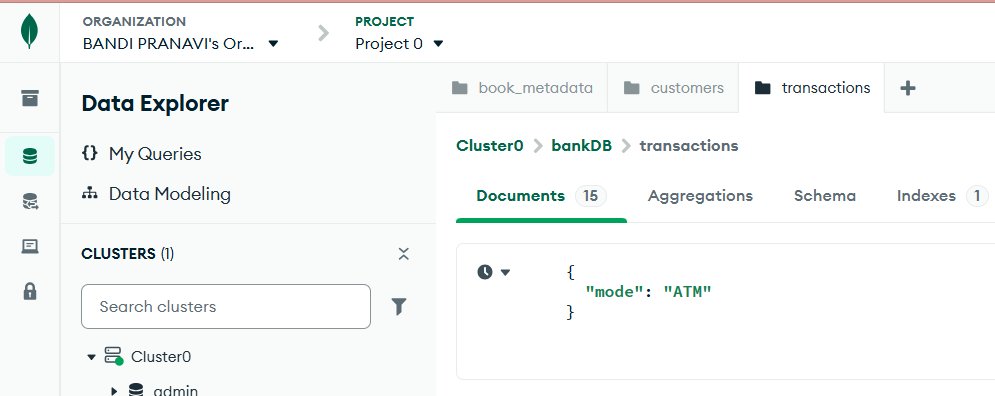 ORGANIZATION
BANDI PRANAVI's Or...
PROJECT
Project 0
Data Explorer
My Queries
Data Modeling
CLUSTERS (1)
Search clusters
Cluster0
admin
book_metadata
customers
transactions
Cluster0 > bankDB > transactions
Documents 15 Aggregations Schema Indexes 1
{
"mode": "ATM"
}